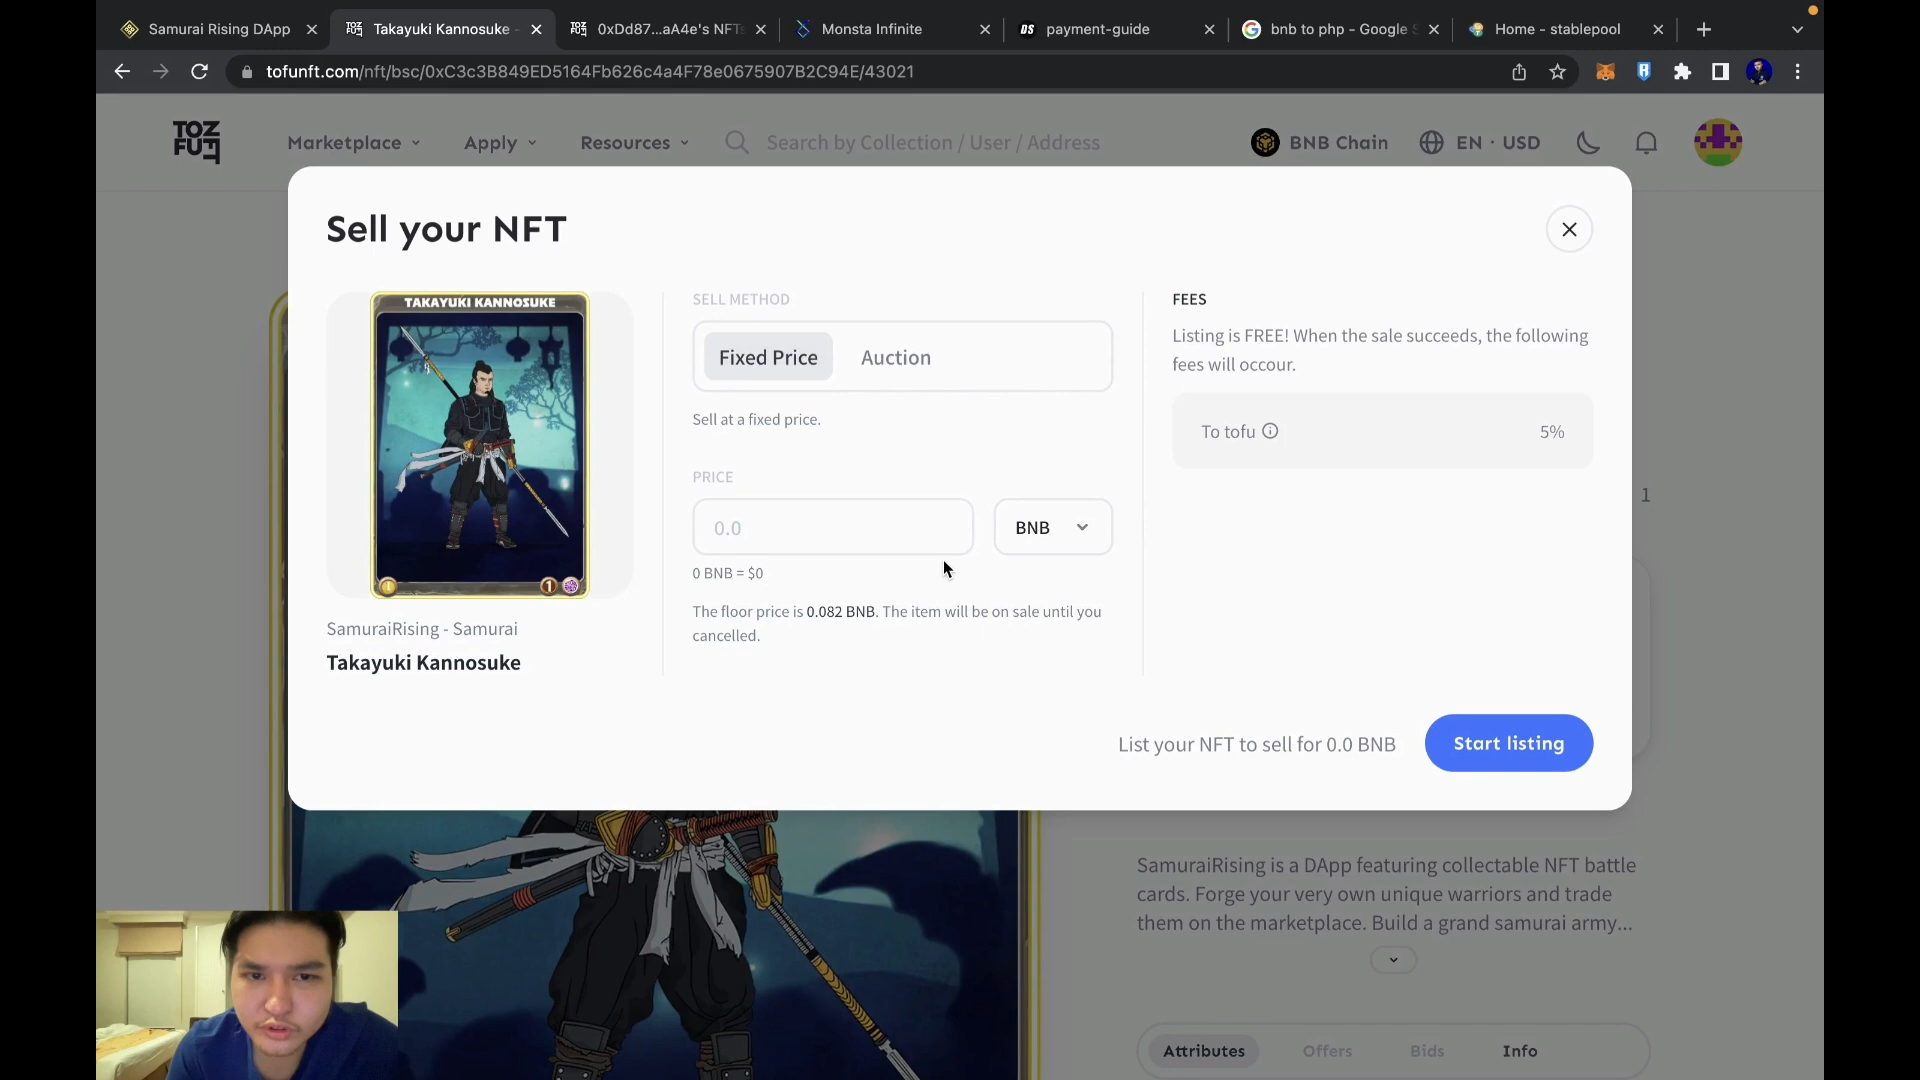 Samurai Rising DApp
Takayuki Kannosuke -
0xDd87...aAa4e's NFTs
Monsta Infinite
DS payment-guide
bnb to php - Google S
Home - stablepool
tofunft.com/nft/bsc/0xC3c3B849ED5164Fb626c4a4F78e0675907B2C94E/43021
TOZ
FUT
Marketplace
Apply
Resources
Search by Collection / User / Address
BNB Chain
EN · USD
Sell your NFT
TAKAYUKI KANNOSUKE
1
SamuraiRising - Samurai
Takayuki Kannosuke
SELL METHOD
Fixed Price
Auction
Sell at a fixed price.
PRICE
0.0
BNB
0 BNB = $0
The floor price is 0.082 BNB. The item will be on sale until you
cancelled.
FEES
Listing is FREE! When the sale succeeds, the following
fees will occour.
To tofu
5%
1
List your NFT to sell for 0.0 BNB
Start listing
SamuraiRising is a DApp featuring collectable NFT battle
cards. Forge your very own unique warriors and trade
them on the marketplace. Build a grand samurai army...
Attributes
Offers
Bids
Info